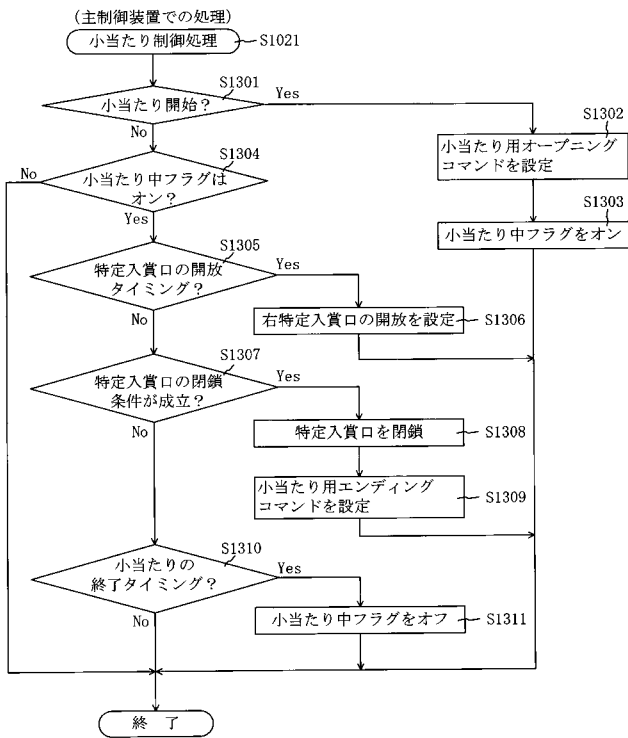 (主制御装置での処理)
小当たり制御処理
S1021
S1301
小当たり開始?
Yes
No
S1302
小当たり用オープニング
コマンドを設定
S1304
No
小当たり中フラグは
オン?
Yes
S1303
小当たり中フラグをオン
S1305
特定入賞口の開放
タイミング?
Yes
No
右特定入賞口の開放を設定
S1306
S1307
特定入賞口の閉鎖
条件が成立?
Yes
No
特定入賞口を閉鎖
S1308
小当たり用エンディング
コマンドを設定
S1309
S1310
小当たりの
終了タイミング?
Yes
No
小当たり中フラグをオフ
S1311
終 了